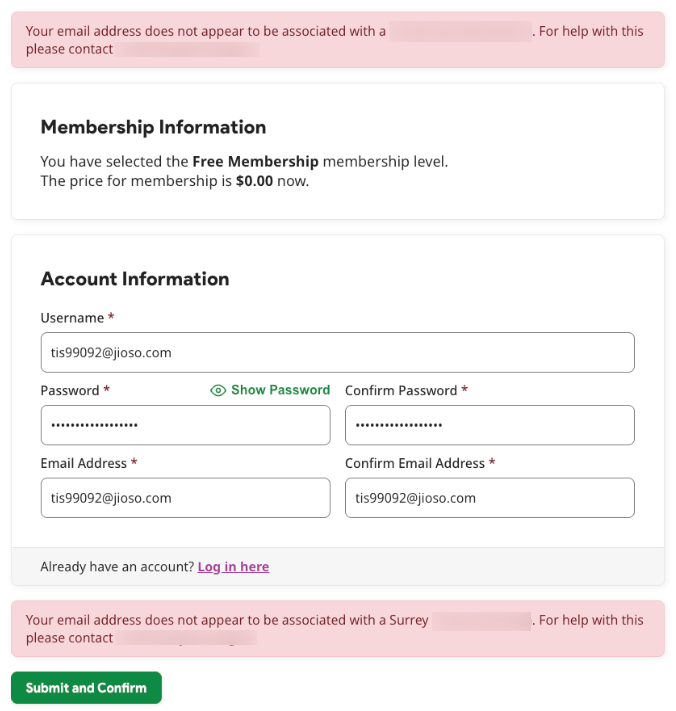 Your email address does not appear to be associated with a . For help with this
please contact
Membership Information
You have selected the Free Membership membership level.
The price for membership is $0.00 now.
Account Information
Username *
tis99092@jioso.com
Password * Show Password Confirm Password *
•••••••••••••••••• ••••••••••••••••••
Email Address * Confirm Email Address *
tis99092@jioso.com tis99092@jioso.com
Already have an account? Log in here
Your email address does not appear to be associated with a Surrey . For help with this
please contact
Submit and Confirm